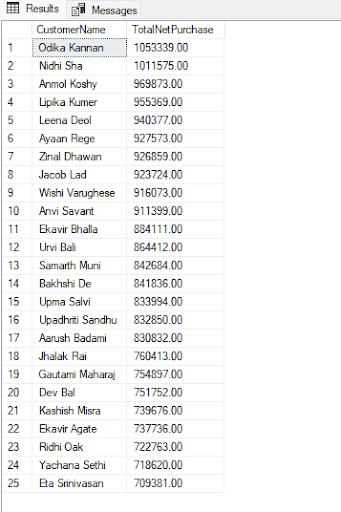 Results Messages
CustomerName TotalNetPurchase
1 Odika Kannan 1053339.00
2 Nidhi Sha 1011575.00
3 Anmol Koshy 969873.00
4 Lipika Kumer 955369.00
5 Leena Deol 940377.00
6 Ayaan Rege 927573.00
7 Zinal Dhawan 926859.00
8 Jacob Lad 923724.00
9 Wishi Varughese 916073.00
10 Anvi Savant 911399.00
11 Ekavir Bhalla 884111.00
12 Urvi Bali 864412.00
13 Samarth Muni 842684.00
14 Bakhshi De 841836.00
15 Upma Salvi 833994.00
16 Upadhriti Sandhu 832850.00
17 Aarush Badami 830832.00
18 Jhalak Rai 760413.00
19 Gautami Maharaj 754897.00
20 Dev Bal 751752.00
21 Kashish Misra 739676.00
22 Ekavir Agate 737736.00
23 Ridhi Oak 722763.00
24 Yachana Sethi 718620.00
25 Eta Srinivasan 709381.00